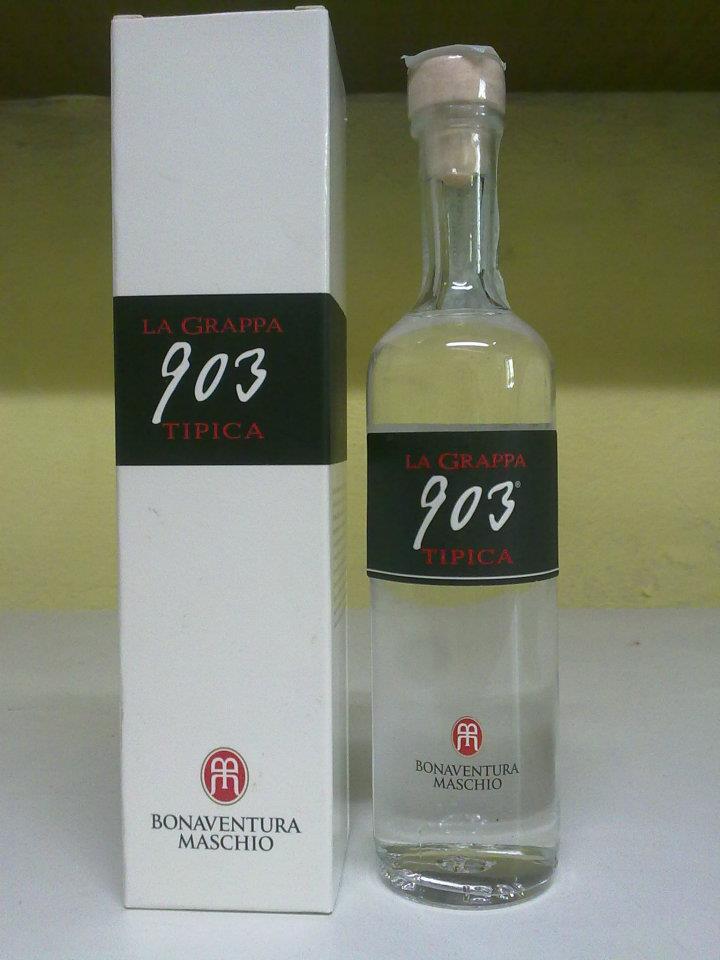 LA GRAPPA
903
TIPICA
BONAVENTURA
MASCHIO
LA GRAPPA
903®
TIPICA
BONAVENTURA
MASCHIO